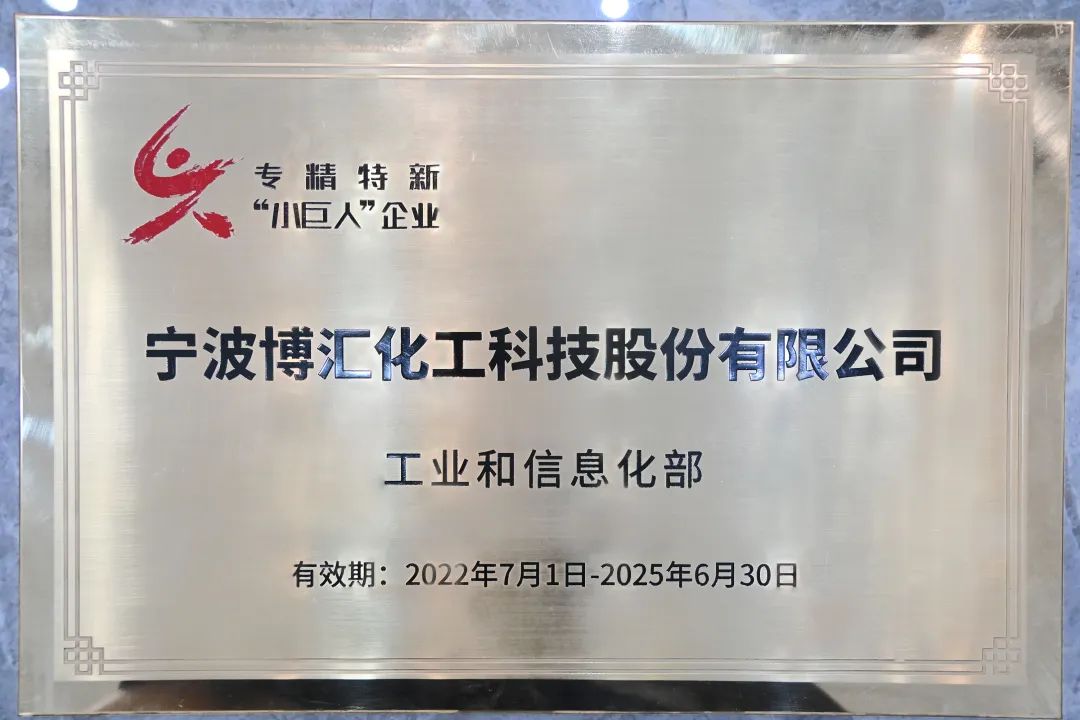 专精特新
“小巨人”企业
宁波博汇化工科技股份有限公司
工业和信息化部
有效期：2022年7月1日-2025年6月30日